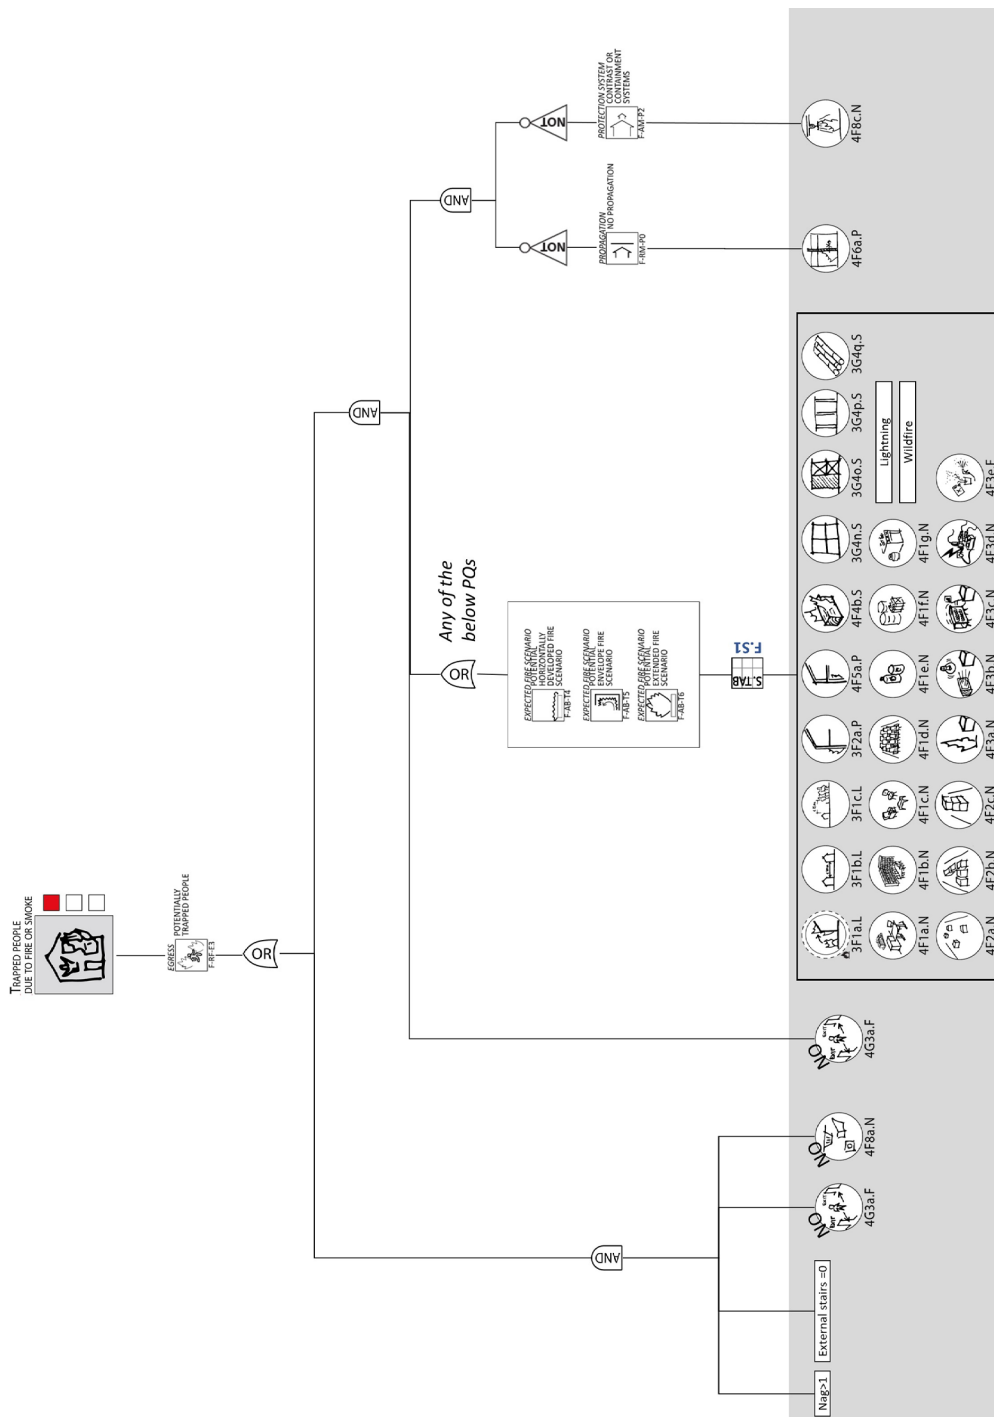 TRAPPED PEOPLE
DUE TO FIRE OR SMOKE
EGRESS
POTENTIALLY
TRAPPED PEOPLE
F-RF-E3
OR
AND
AND
AND
Any of the
below PQs
OR
EXPECTED FIRE SCENARIO
POTENTIAL
HORIZONTALLY
DEVELOPED FIRE
SCENARIO
F-AB-T4
EXPECTED FIRE SCENARIO
POTENTIAL
ENVELOPE FIRE
SCENARIO
F-AB-T5
EXPECTED FIRE SCENARIO
POTENTIAL
EXTENDED FIRE
SCENARIO
F-AB-T6
S.TAB
F.S1
NOT
PROPAGATION
NO PROPAGATION
F-RM-P0
NOT
PROTECTION SYSTEM
CONTRAST OR
CONTAINMENT
SYSTEMS
F-AM-P2
AND
Nag>1
External stairs =0
NO
EXIT
EXIT
4G3a.F
NO
4F8a.N
NO
EXIT
EXIT
4G3a.F
3F1a.L
3F1b.L
3F1c.L
3F2a.P
4F5a.P
4F4b.S
3G4n.S
3G4o.S
3G4p.S
3G4q.S
4F1a.N
4F1b.N
4F1c.N
4F1d.N
4F1e.N
4F1f.N
4F1g.N
Lightning
Wildfire
4F2a.N
4F2b.N
4F2c.N
4F3a.N
4F3b.N
4F3c.N
4F3d.N
4F3e.F
4F6a.P
4F8c.N